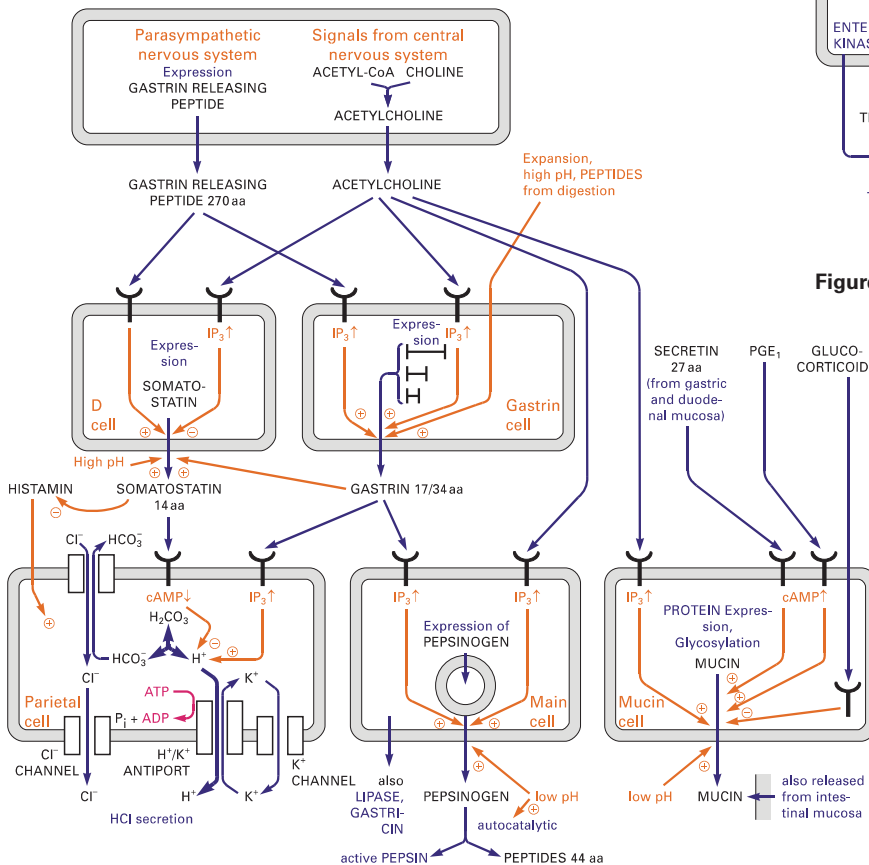 Parasympathetic
nervous system
Expression
GASTRIN RELEASING
PEPTIDE
Signals from central
nervous system
ACETYL-CoA CHOLINE
ACETYLCHOLINE
ENTE
KINAS
GASTRIN RELEASING
PEPTIDE 270 aa
ACETYLCHOLINE
Expansion,
high pH, PEPTIDES
from digestion
Figure
IP₃↑
Expres-
sion
SOMATO-
STATIN
D
cell
⊕
⊖
IP₃↑
Expres-
sion
IP₃↑
⊕
⊕
⊕
Gastrin
cell
SECRETIN
27 aa
(from gastric
and duode-
nal mucosa)
PGE₁
GLUCO-
CORTICOID
High pH
⊕
⊕
HISTAMIN
⊖
SOMATOSTATIN
14 aa
GASTRIN 17/34 aa
Cl⁻
HCO₃⁻
⊕
cAMP↓
IP₃↑
H₂CO₃
⊖
HCO₃⁻
H⁺
⊕
Cl⁻
Parietal
cell
ATP
Pᵢ +
ADP
K⁺
Cl⁻
CHANNEL
H⁺/K⁺
ANTIPORT
K⁺
CHANNEL
Cl⁻
H⁺
K⁺
HCl secretion
IP₃↑
IP₃↑
Expression of
PEPSINOGEN
Main
cell
⊕
⊕
⊕
also
LIPASE,
GASTRI-
CIN
PEPSINOGEN
low pH
⊕
autocatalytic
active PEPSIN
PEPTIDES 44 aa
IP₃↑
cAMP↑
PROTEIN Expres-
sion,
Glycosylation
MUCIN
⊕
⊕
⊖
⊕
Mucin
cell
⊕
low pH
MUCIN
also released
from intes-
tinal mucosa